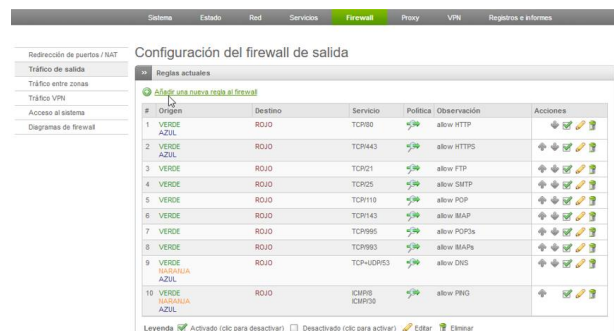 Sistema Estado Red Servicios Firewall Proxy VPN Registros e informes
Redirección de puertos / NAT
Tráfico de salida
Tráfico entre zonas
Tráfico VPN
Acceso al sistema
Diagramas de firewall
Configuración del firewall de salida
» Reglas actuales
Añadir una nueva regla al firewall
# Origen Destino Servicio Política Observación Acciones
1 VERDE ROJO TCP/80 allow HTTP
AZUL
2 VERDE ROJO TCP/443 allow HTTPS
AZUL
3 VERDE ROJO TCP/21 allow FTP
4 VERDE ROJO TCP/25 allow SMTP
5 VERDE ROJO TCP/110 allow POP
6 VERDE ROJO TCP/143 allow IMAP
7 VERDE ROJO TCP/995 allow POP3s
8 VERDE ROJO TCP/993 allow IMAPs
9 VERDE ROJO TCP+UDP/53 allow DNS
NARANJA
AZUL
10 VERDE ROJO ICMP/8 allow PING
NARANJA ICMP/30
AZUL
Leyenda Activado (clic para desactivar) Desactivado (clic para activar) Editar Eliminar